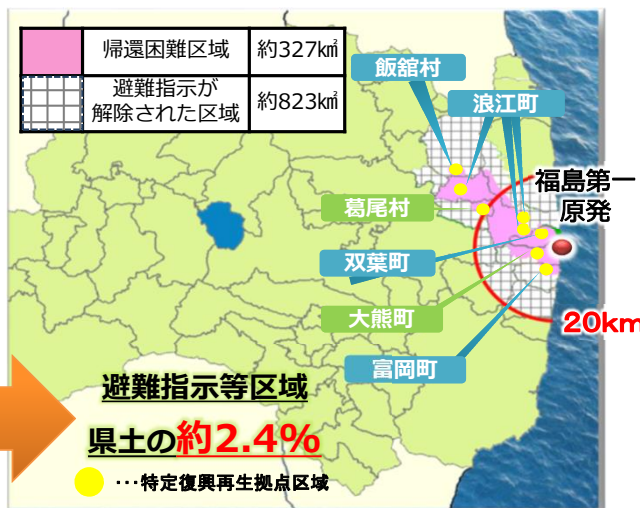 帰還困難区域 約327㎢
避難指示が
解除された区域 約823㎢
飯舘村
浪江町
福島第一
原発
葛尾村
双葉町
大熊町
20km
富岡町
避難指示等区域
県土の約2.4%
･･･特定復興再生拠点区域